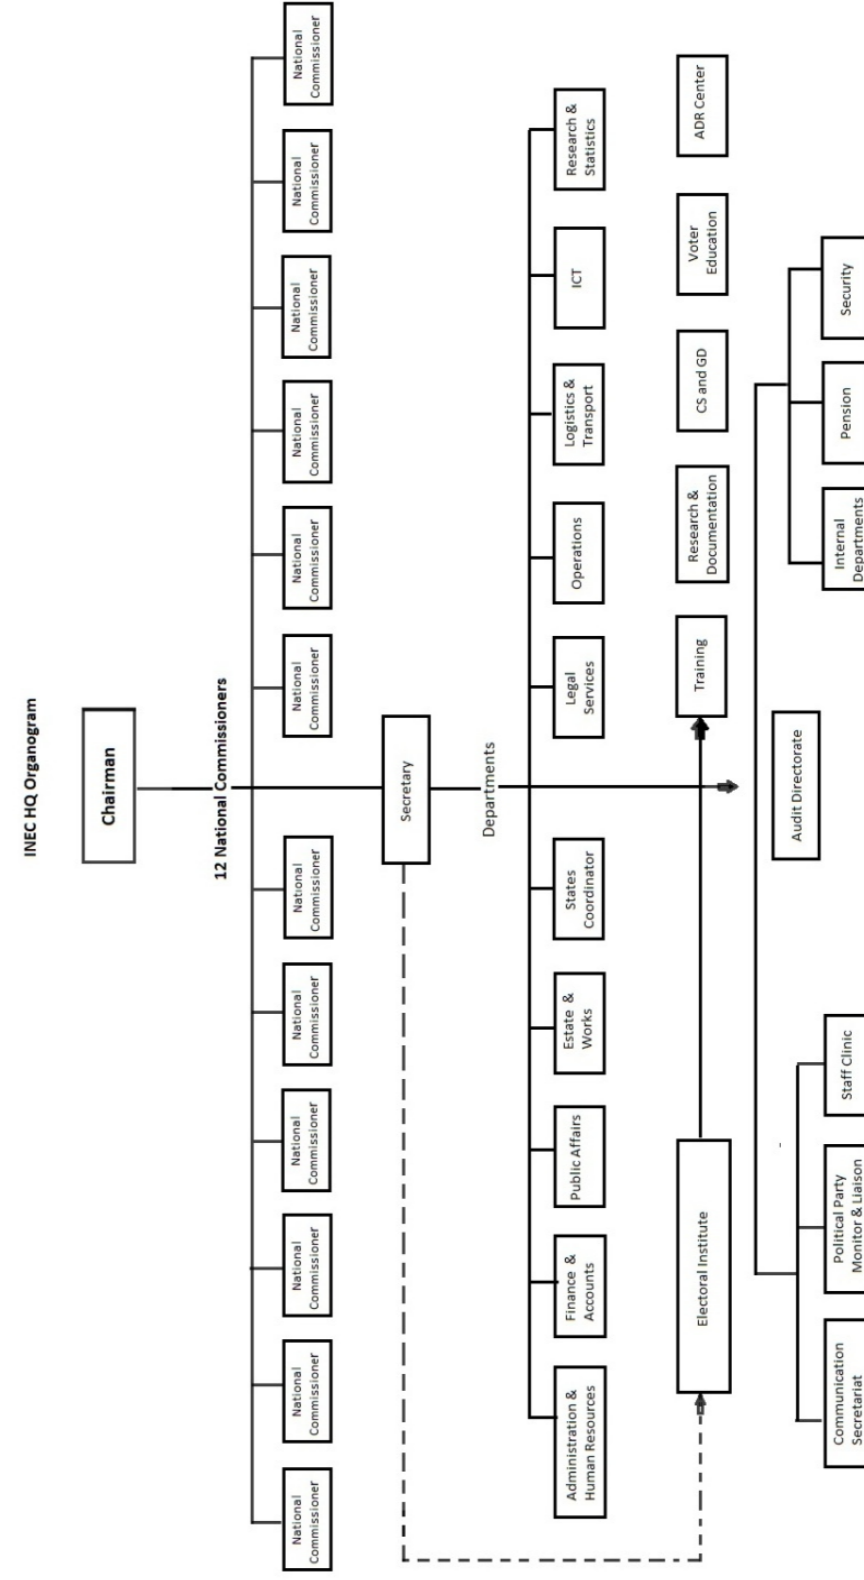 INEC HQ Organogram
Chairman
12 National Commissioners
National
Commissioner
National
Commissioner
National
Commissioner
National
Commissioner
National
Commissioner
National
Commissioner
National
Commissioner
National
Commissioner
National
Commissioner
National
Commissioner
National
Commissioner
National
Commissioner
Secretary
Departments
Administration &
Human Resources
Finance &
Accounts
Public Affairs
Estate &
Works
States
Coordinator
Legal
Services
Operations
Logistics &
Transport
ICT
Research &
Statistics
Electoral Institute
Training
Research &
Documentation
CS and GD
Voter
Education
ADR Center
Audit Directorate
Communication
Secretariat
Political Party
Monitor & Liaison
Staff Clinic
Internal
Departments
Pension
Security